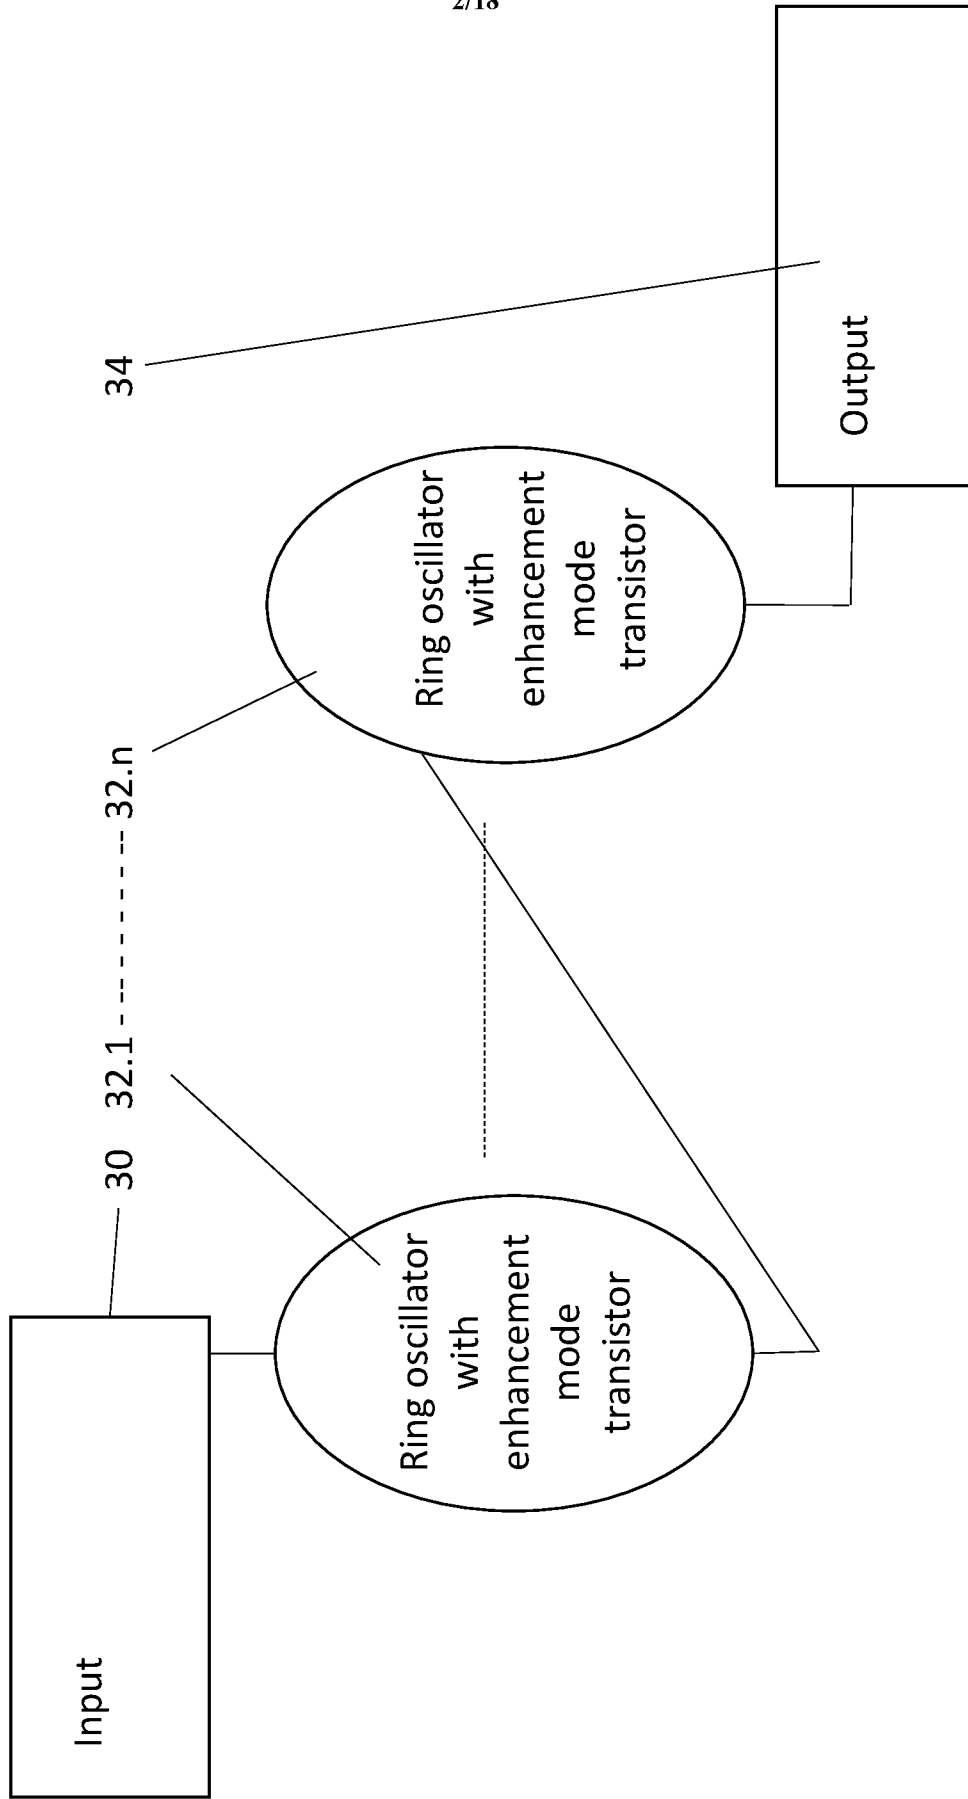 2/18
30
32.1
32.n
34
Input
Ring oscillator
with
enhancement
mode
transistor
Ring oscillator
with
enhancement
mode
transistor
Output